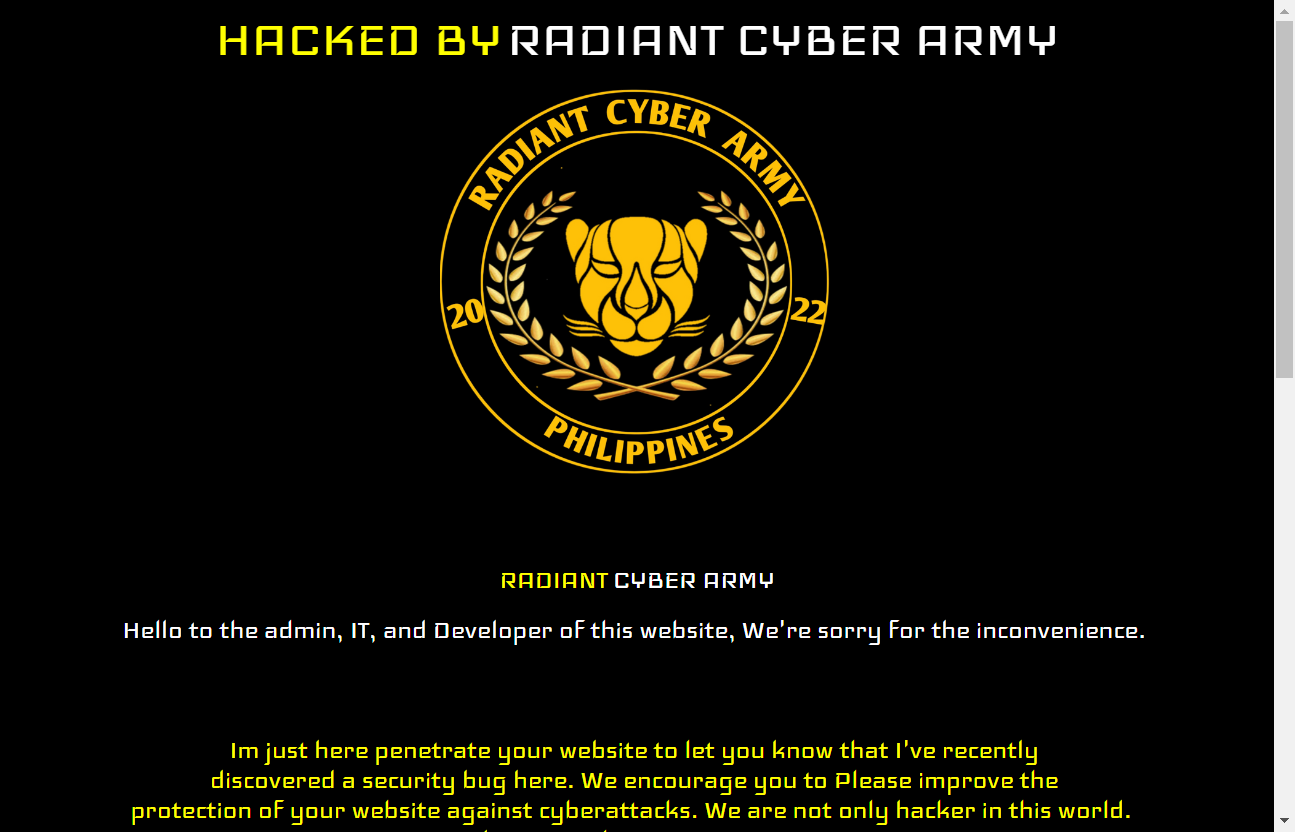 HACKED BY RADIANT CYBER ARMY
RADIANT CYBER ARMY
20 22
PHILIPPINES
RADIANT CYBER ARMY
Hello to the admin, IT, and Developer of this website, We're sorry for the inconvenience.
Im just here penetrate your website to let you know that I've recently
discovered a security bug here. We encourage you to Please improve the
protection of your website against cyberattacks. We are not only hacker in this world.